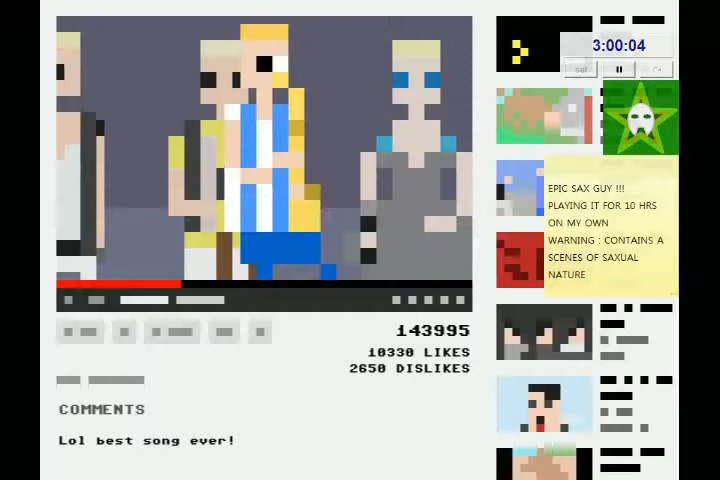 3:00:04
set
EPIC SAX GUY !!!
PLAYING IT FOR 10 HRS
ON MY OWN
WARNING : CONTAINS A
SCENES OF SAXUAL
NATURE
143995
10330 LIKES
2650 DISLIKES
COMMENTS
Lol best song ever!